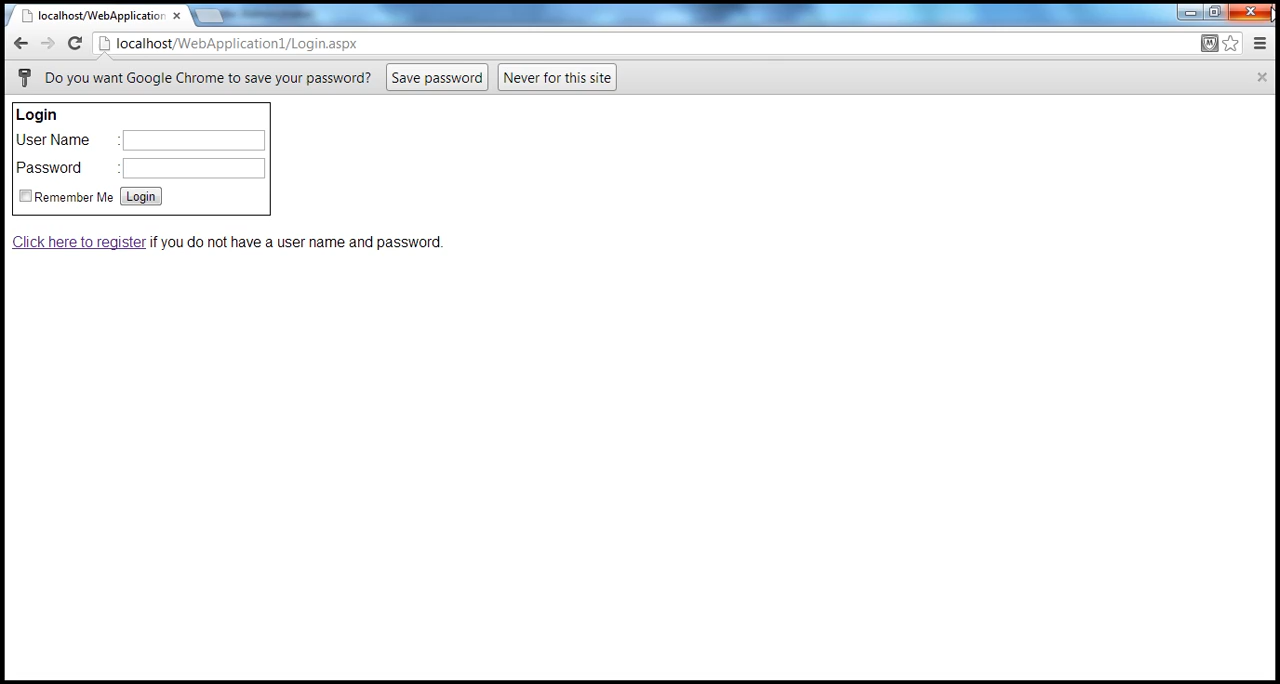 localhost/WebApplication
localhost/WebApplication1/Login.aspx
Do you want Google Chrome to save your password? Save password Never for this site
Login
User Name :
Password :
Remember Me Login
Click here to register if you do not have a user name and password.